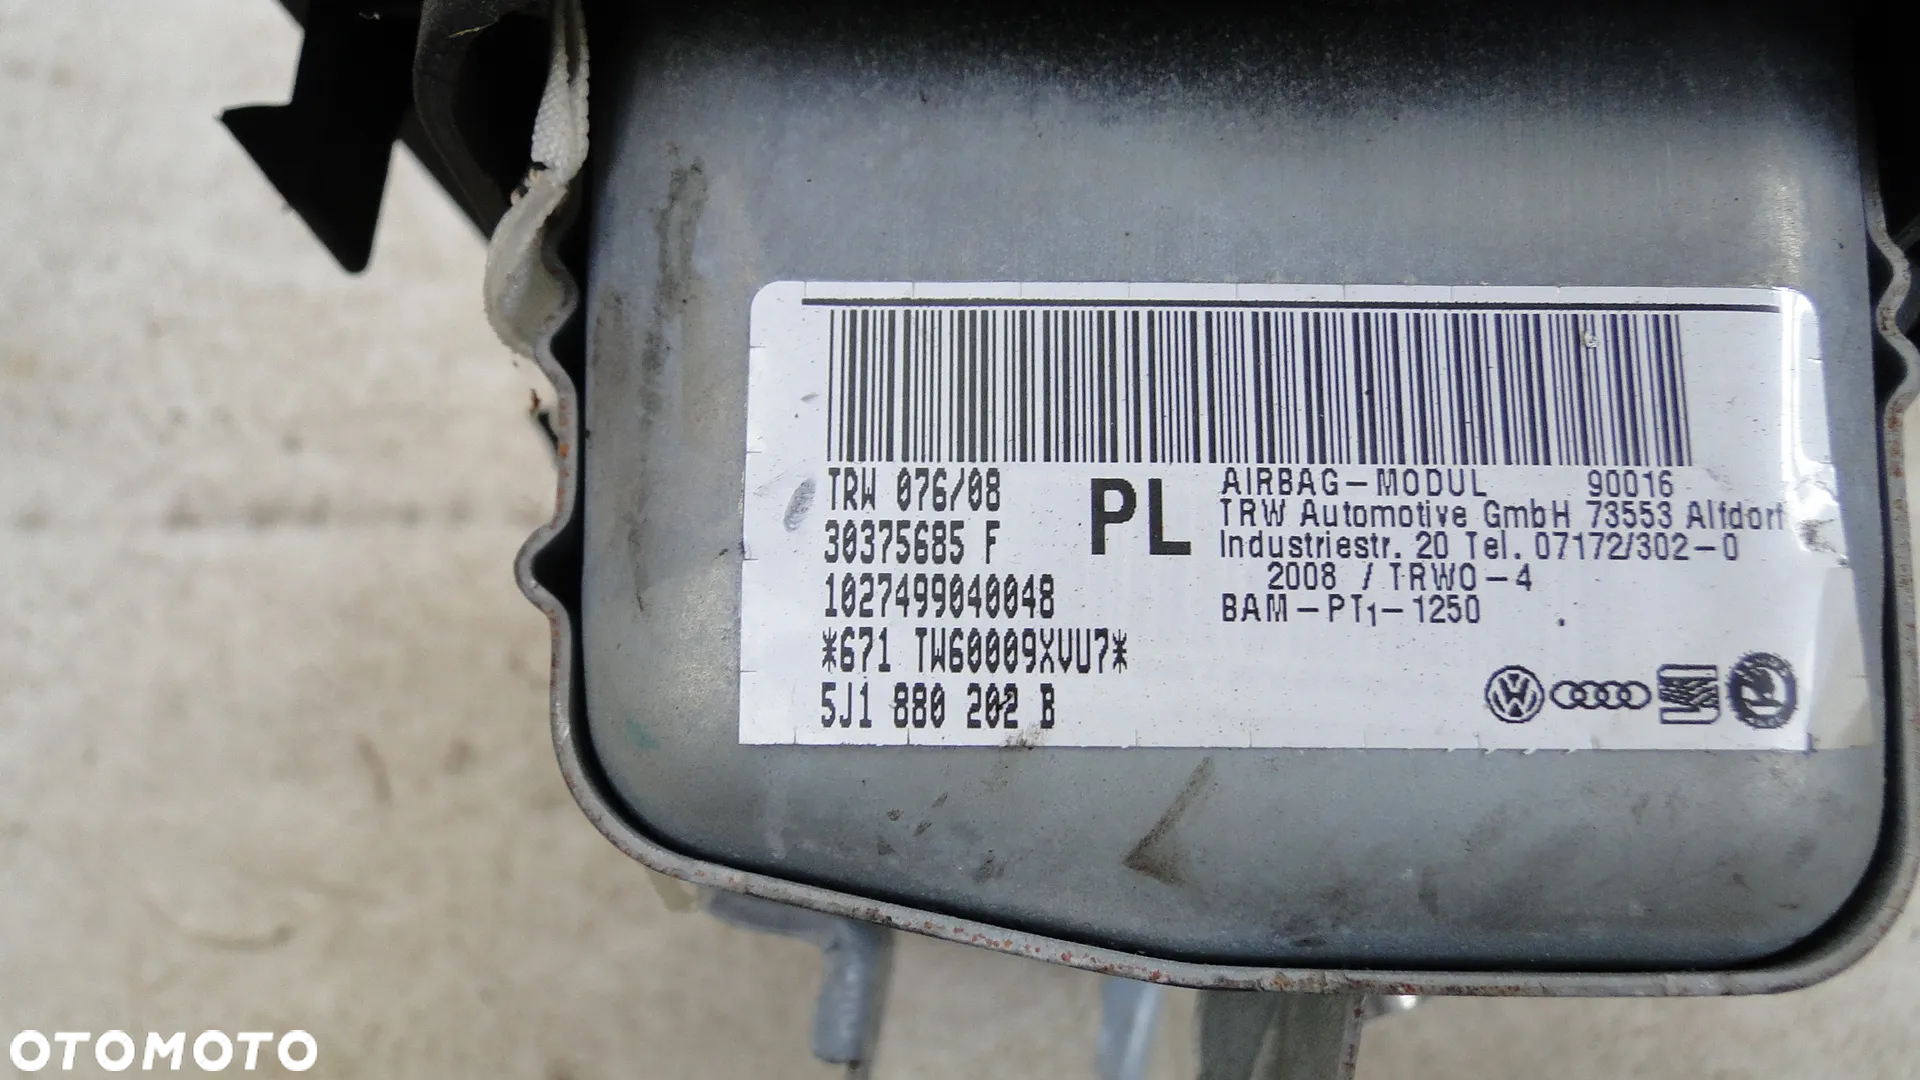 TRW 076/08
30375685 F
1027499040048
*671 TW60009XVU7*
5J1 880 202 B
PL
AIRBAG-MODUL 90016
TRW Automotive GmbH 73553 Alfdorf
Industriestr. 20 Tel. 07172/302-0
2008 / TRWO-4
BAM-PT1-1250
OTOMOTO